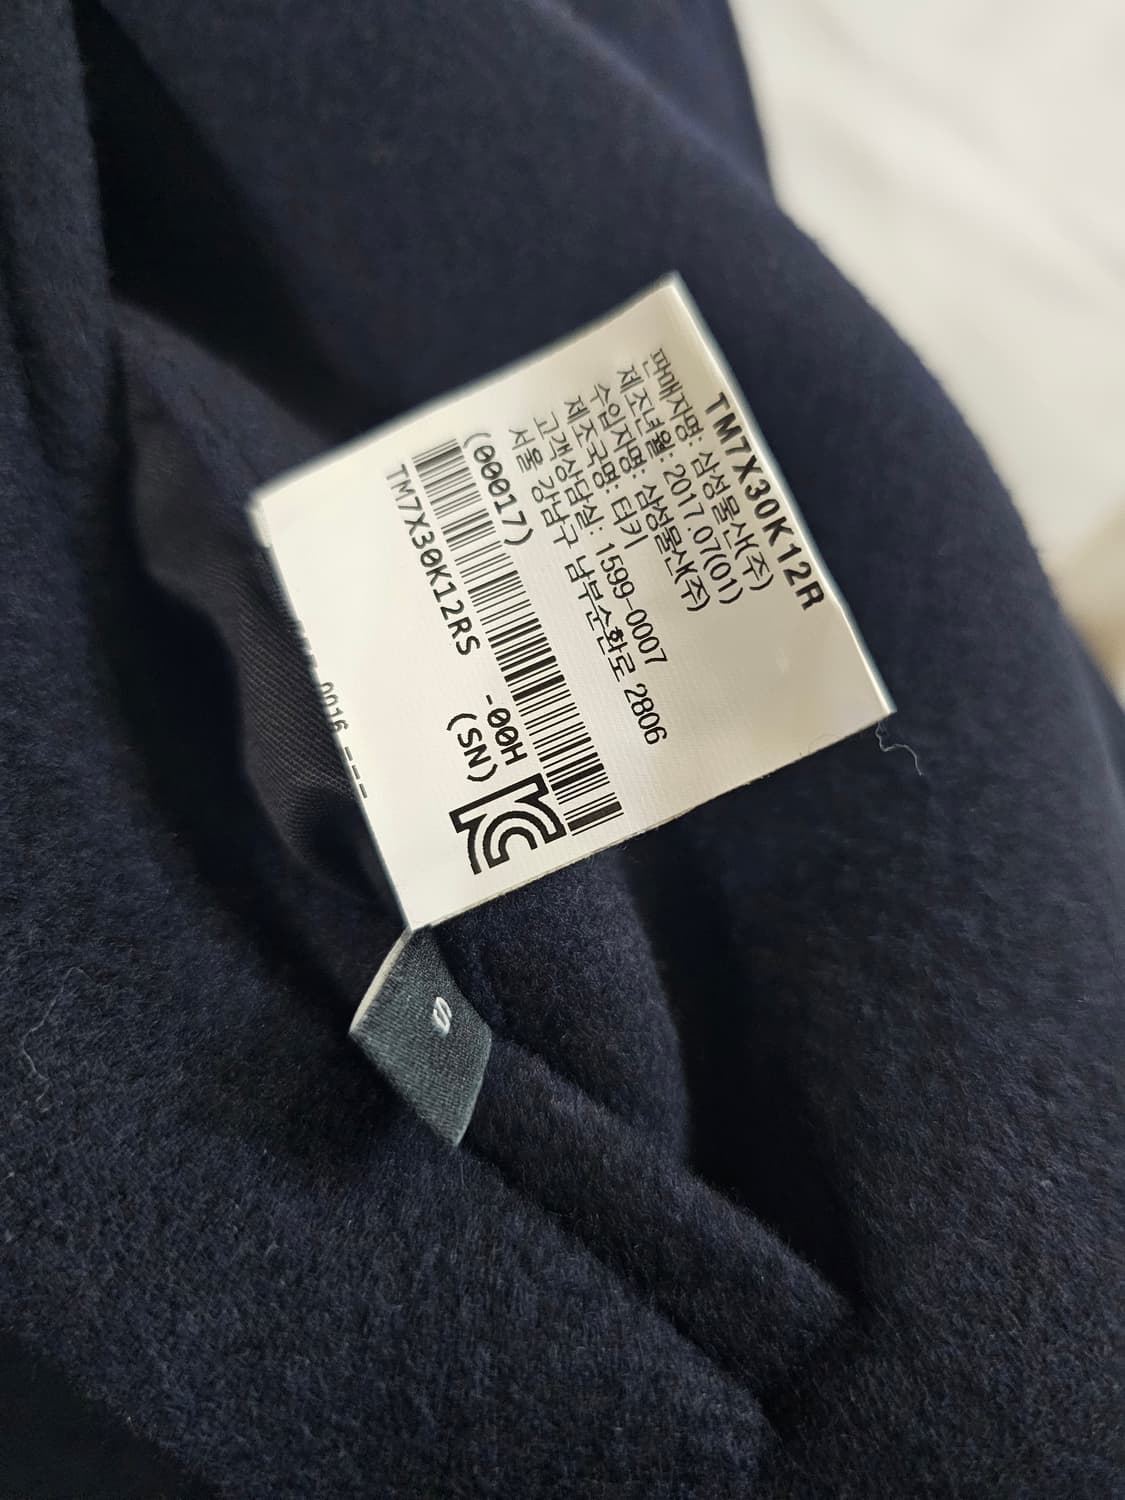 TM7X30K12R
판매자명: 삼성물산(주)
제조년월: 2017.07(01)
수입자명: 삼성물산(주)
제조국명: 터키
고객상담실: 1599-0007
서울 강남구 남부순환로 2806
(00017)
TM7X30K12RS
-00H
(SN)
0016 ---
S